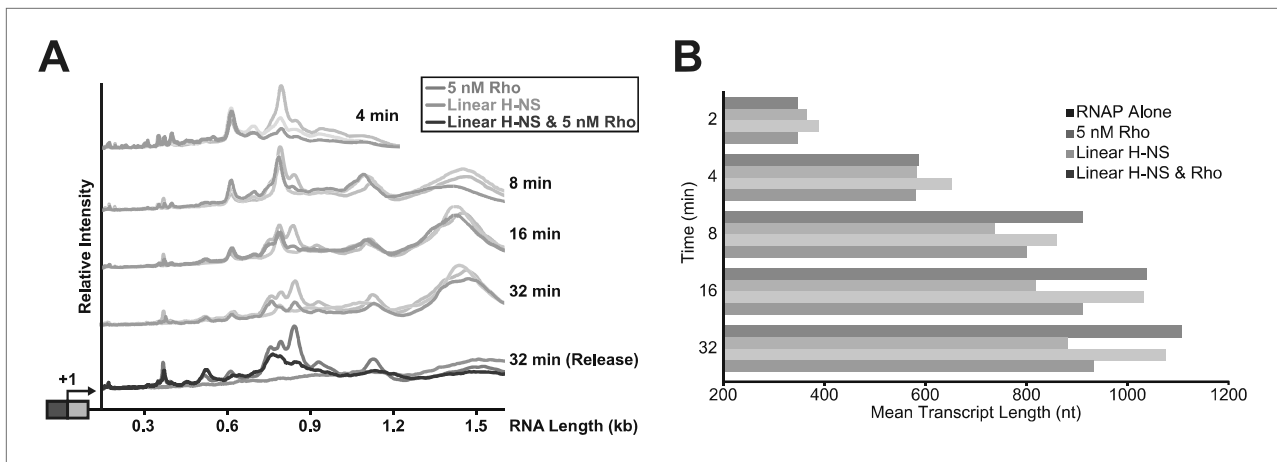 A
5 nM Rho
Linear H-NS
Linear H-NS & 5 nM Rho
4 min
8 min
16 min
32 min
32 min (Release)
Relative Intensity
+1
0.3 0.6 0.9 1.2 1.5 RNA Length (kb)
B
RNAP Alone
5 nM Rho
Linear H-NS
Linear H-NS & Rho
Time (min)
2
4
8
16
32
200 400 600 800 1000 1200
Mean Transcript Length (nt)